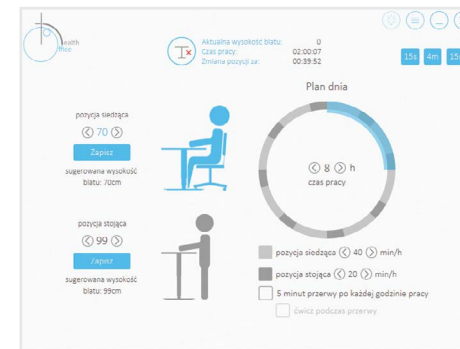 ealth
thec
Aktualna wysokość blatu: 0
Czas pracy: 02:00:07
Zmiana pozycji za: 00:39:52
15s 4m
Plan dnia
pozycja siedząca
70
Zapisz
sugerowana wysokość
blatu: 70cm
8 h
czas pracy
pozycja stojąca
99
Zapisz
sugerowana wysokość
blatu: 99cm
pozycja siedząca 40 min/h
pozycja stojąca 20 min/h
5 minut przerwy po każdej godzinie pracy
ćwicz podczas przerwy